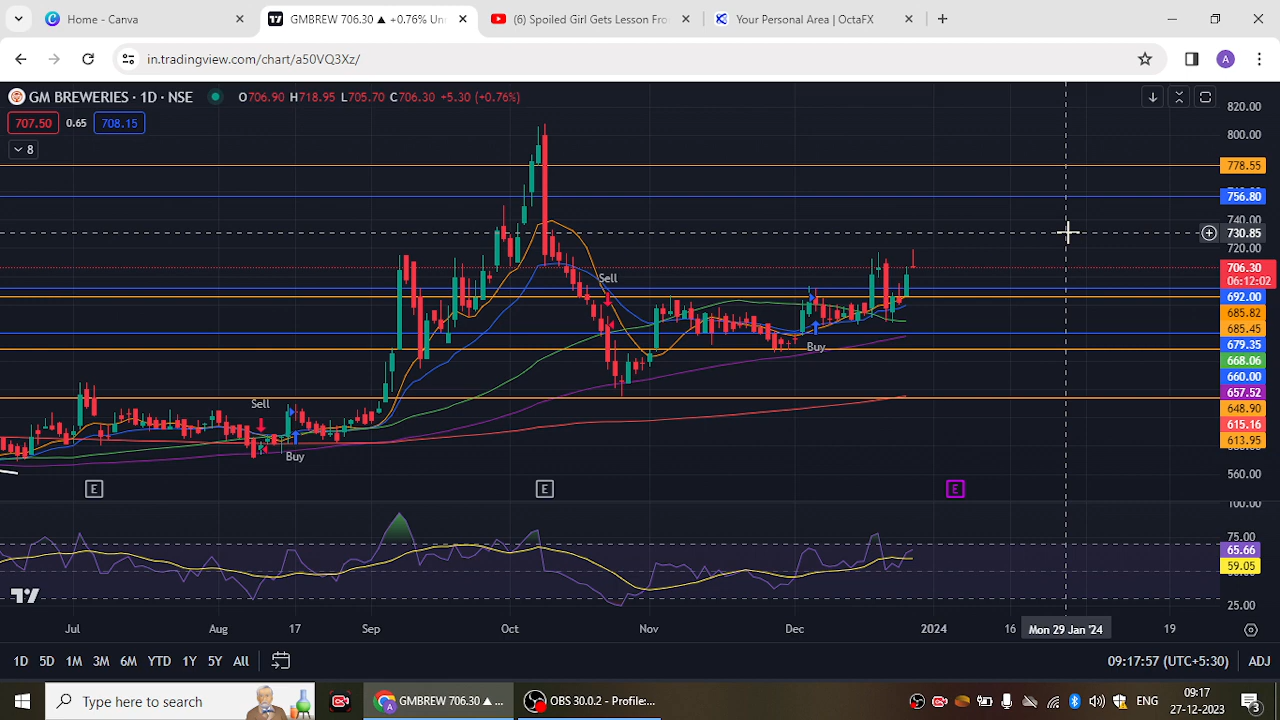 Home - Canva
GMBREW 706.30 ▲ +0.76% Un
(6) Spoiled Girl Gets Lesson Fro
Your Personal Area | OctaFX
in.tradingview.com/chart/a50VQ3Xz/
A
GM BREWERIES · 1D · NSE
O706.90 H718.95 L705.70 C706.30 +5.30 (+0.76%)
707.50 0.65 708.15
8
820.00
800.00
778.55
756.80
740.00
730.85
720.00
706.30
06:12:02
692.00
685.82
685.45
679.35
668.06
660.00
657.52
648.90
615.16
613.95
560.00
Sell
Buy
Sell
Buy
E
E
E
100.00
75.00
65.66
59.05
25.00
Jul Aug 17 Sep Oct Nov Dec 2024 16 Mon 29 Jan '24 19
1D 5D 1M 3M 6M YTD 1Y 5Y All
09:17:57 (UTC+5:30) ADJ
Type here to search
GMBREW 706.30 ▲ ...
OBS 30.0.2 - Profile:...
ENG
09:17
27-12-2023
3